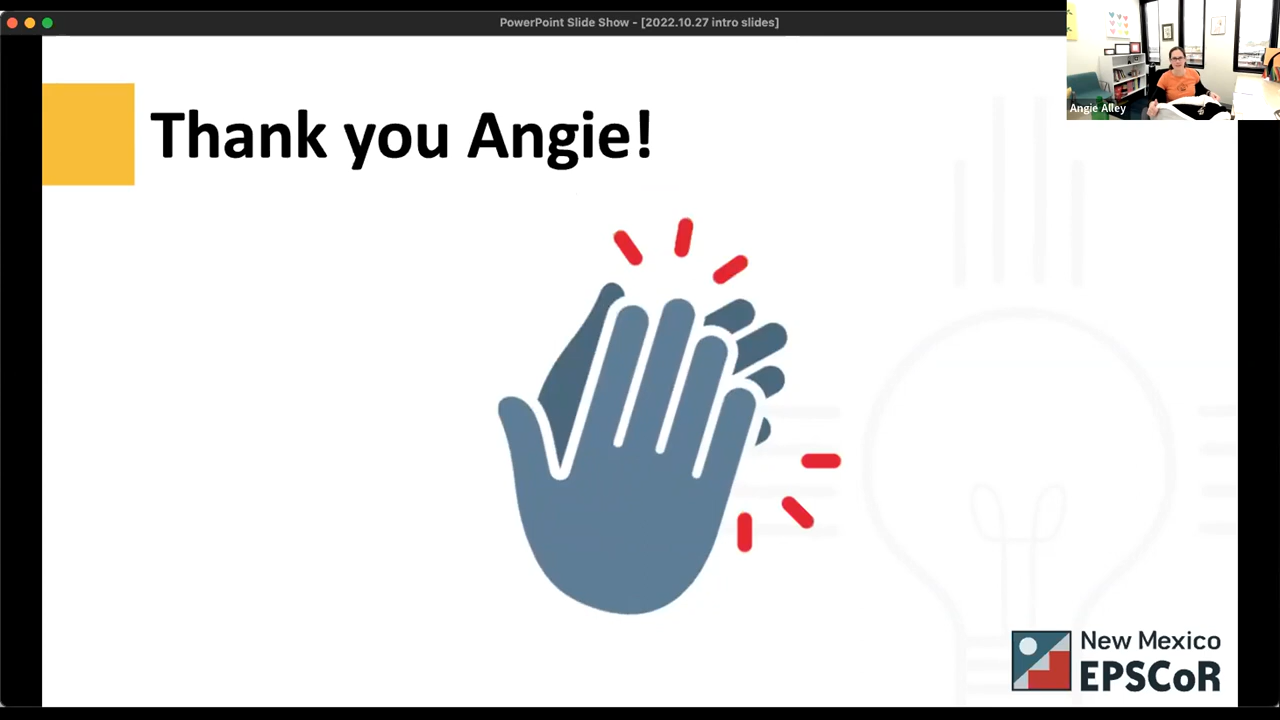 PowerPoint Slide Show - [2022.10.27 intro slides]
Angie Alley
Thank you Angie!
New Mexico
EPSCoR